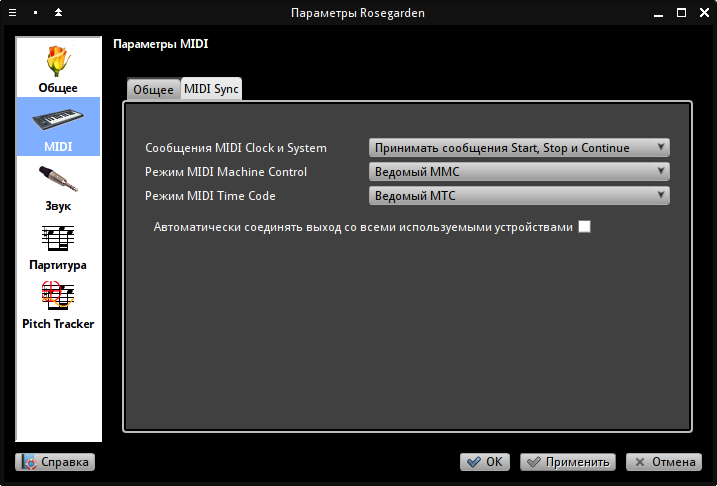 Параметры Rosegarden
Параметры MIDI
Общее
MIDI
Звук
Партитура
Pitch Tracker
Общее
MIDI Sync
Сообщения MIDI Clock и System
Принимать сообщения Start, Stop и Continue
Режим MIDI Machine Control
Ведомый MMC
Режим MIDI Time Code
Ведомый MTC
Автоматически соединять выход со всеми используемыми устройствами
Справка
OK
Применить
Отмена